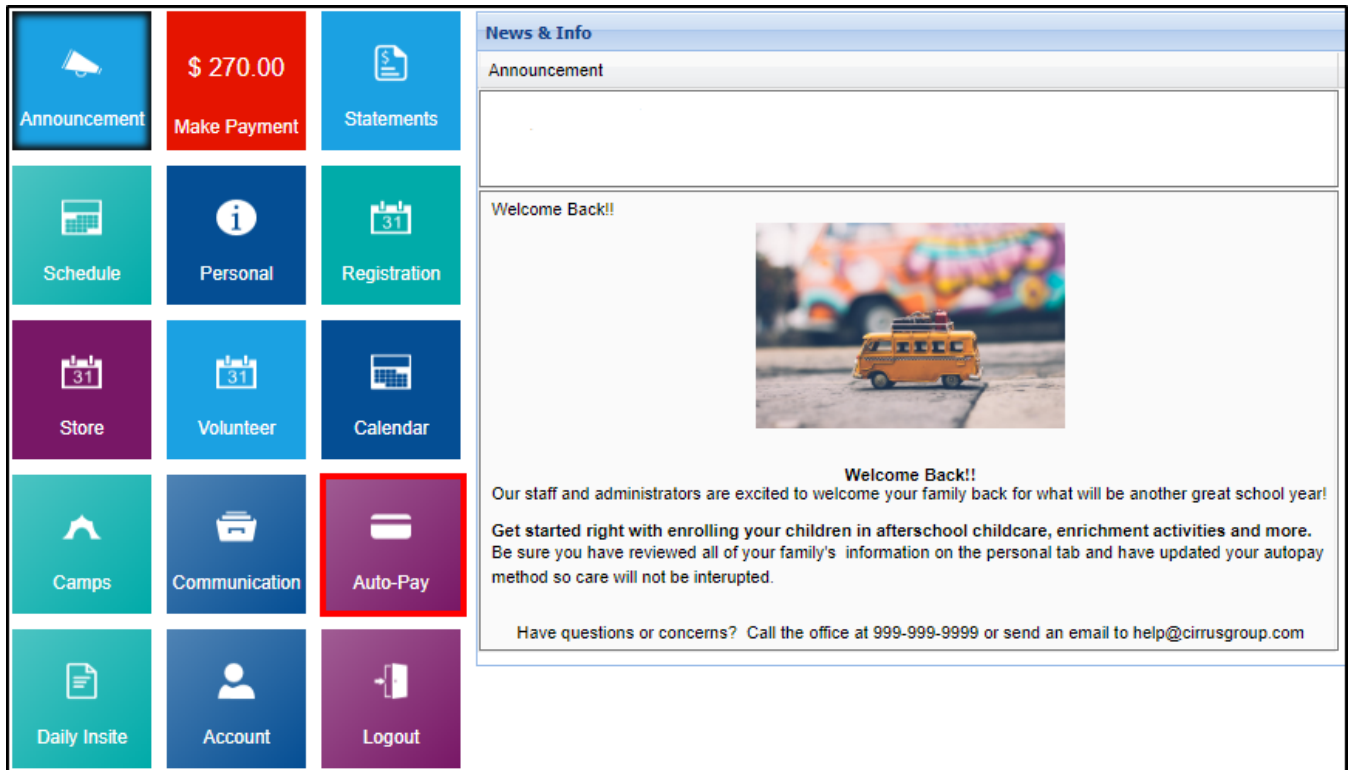 Announcement
$ 270.00
Make Payment
Statements
Schedule
i
Personal
31
Registration
31
Store
31
Volunteer
Calendar
Camps
Communication
Auto-Pay
Daily Insite
Account
Logout
News & Info
Announcement
Welcome Back!!
Welcome Back!!
Our staff and administrators are excited to welcome your family back for what will be another great school year!
Get started right with enrolling your children in afterschool childcare, enrichment activities and more.
Be sure you have reviewed all of your family's information on the personal tab and have updated your autopay
method so care will not be interupted.
Have questions or concerns? Call the office at 999-999-9999 or send an email to help@cirrusgroup.com